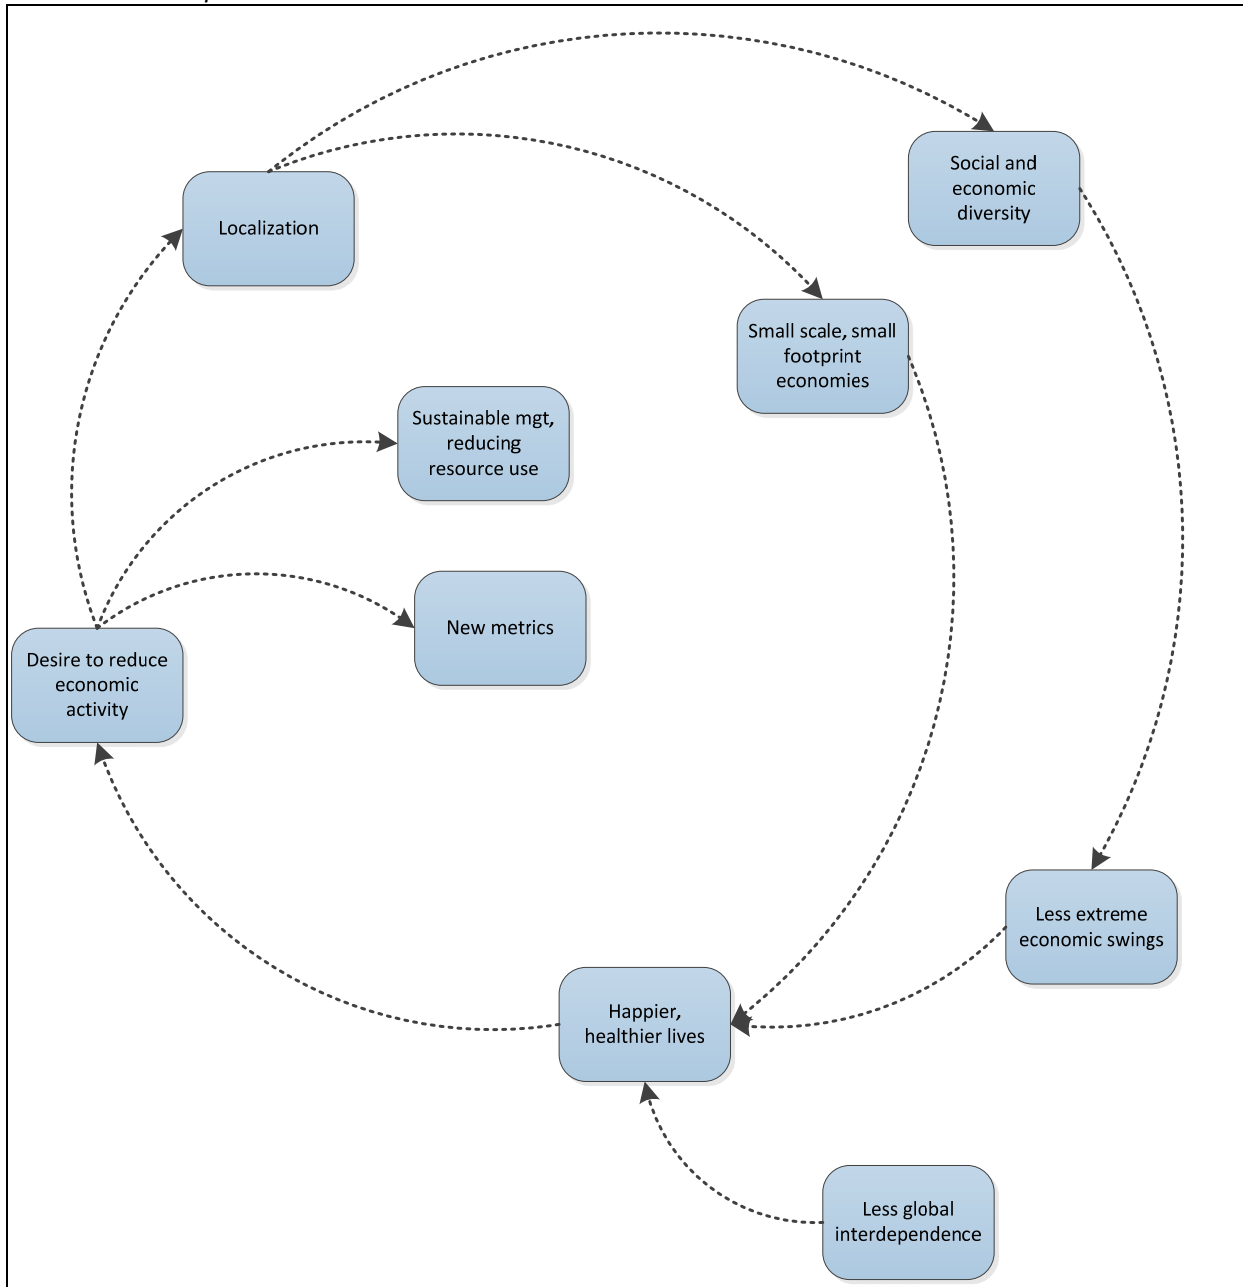 Localization
Social and
economic
diversity
Small scale, small
footprint
economies
Sustainable mgt,
reducing
resource use
New metrics
Desire to reduce
economic
activity
Less extreme
economic swings
Happier,
healthier lives
Less global
interdependence